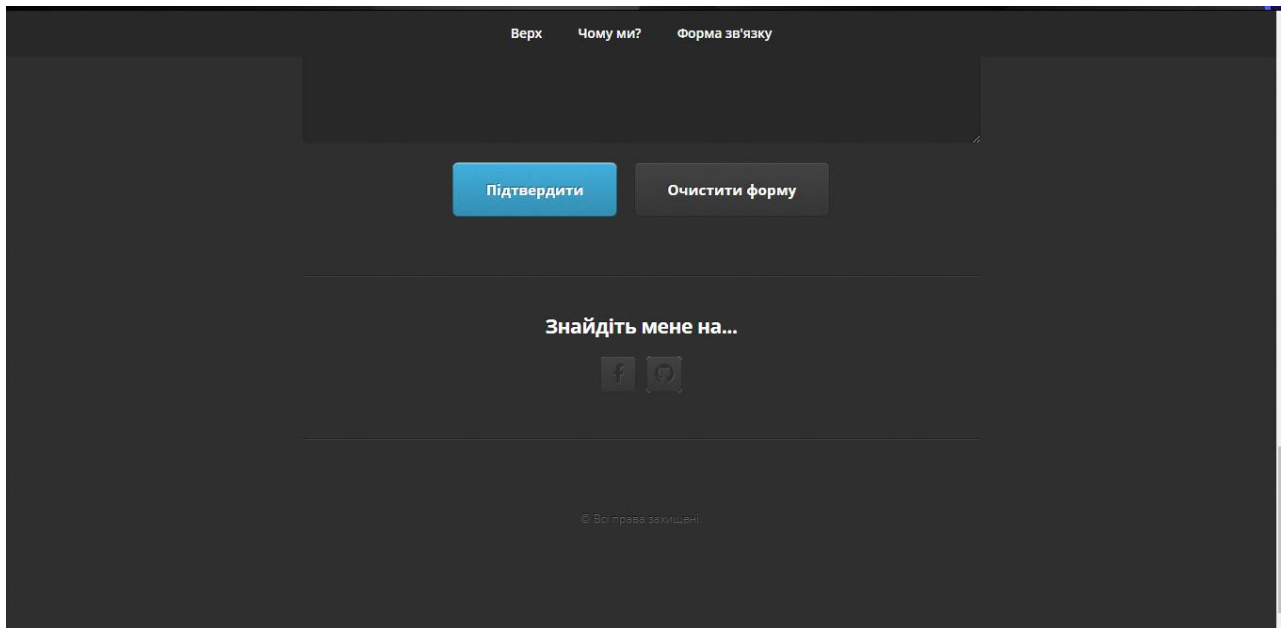 Верх Чому ми? Форма зв'язку
Підтвердити Очистити форму
Знайдіть мене на...
© Всі права захищені.